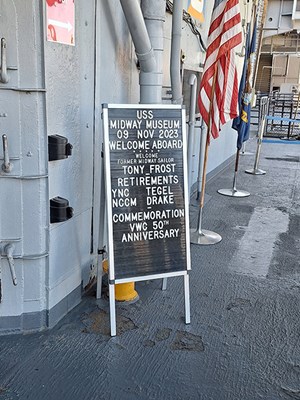 USS
MIDWAY MUSEUM
09 NOV 2023
WELCOME ABOARD
WELCOME
FORMER MIDWAY SAILOR
TONY FROST
RETIREMENTS
YNC TEGEL
NCCM DRAKE
COMMEMORATION
VWC 50TH
ANNIVERSARY